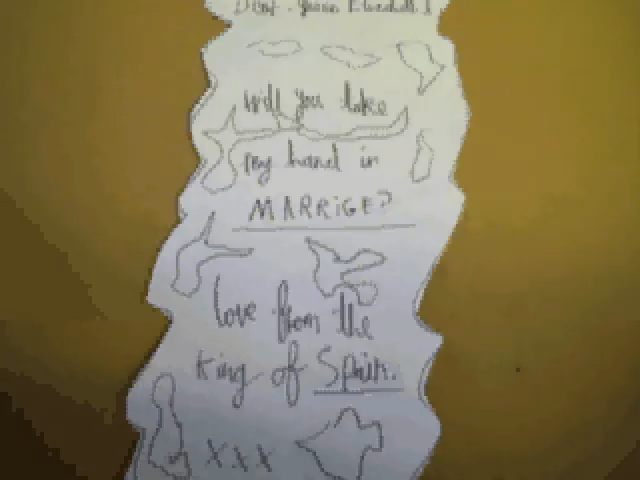 Will you take
my hand in
MARRIGE?
love from the
King of Spain.
xxx